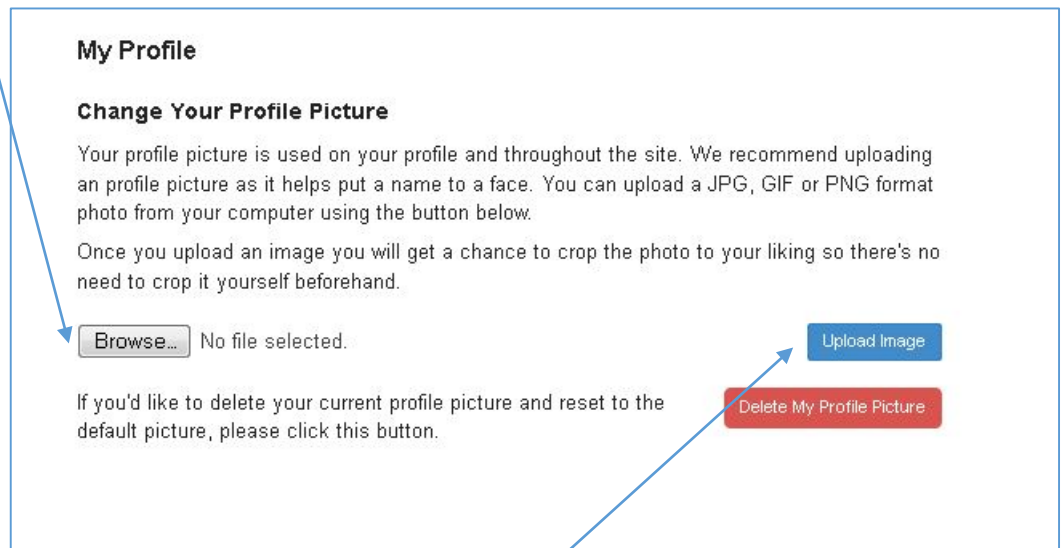 My Profile
Change Your Profile Picture
Your profile picture is used on your profile and throughout the site. We recommend uploading
an profile picture as it helps put a name to a face. You can upload a JPG, GIF or PNG format
photo from your computer using the button below.
Once you upload an image you will get a chance to crop the photo to your liking so there's no
need to crop it yourself beforehand.
Browse... No file selected. Upload Image
If you'd like to delete your current profile picture and reset to the Delete My Profile Picture
default picture, please click this button.